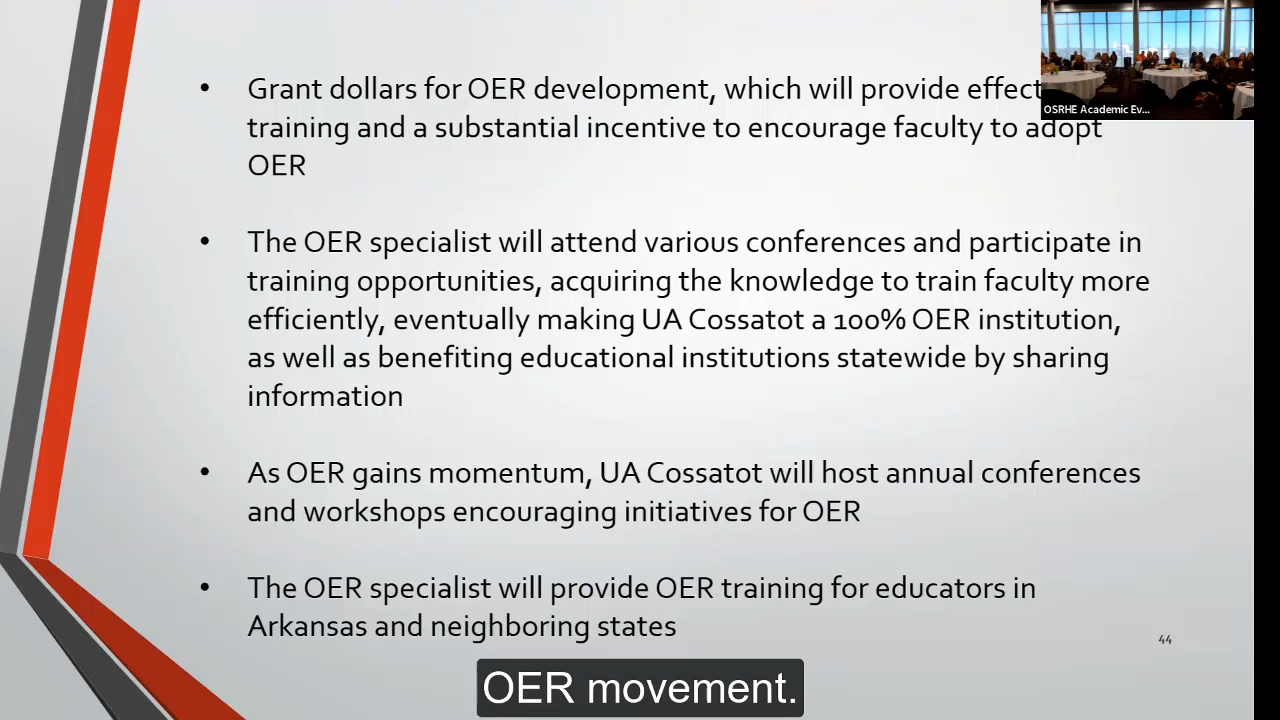 • Grant dollars for OER development, which will provide effect
training and a substantial incentive to encourage faculty to adopt
OER
• The OER specialist will attend various conferences and participate in
training opportunities, acquiring the knowledge to train faculty more
efficiently, eventually making UA Cossatot a 100% OER institution,
as well as benefiting educational institutions statewide by sharing
information
• As OER gains momentum, UA Cossatot will host annual conferences
and workshops encouraging initiatives for OER
• The OER specialist will provide OER training for educators in
Arkansas and neighboring states
44
OSRHE Academic Ev...
OER movement.